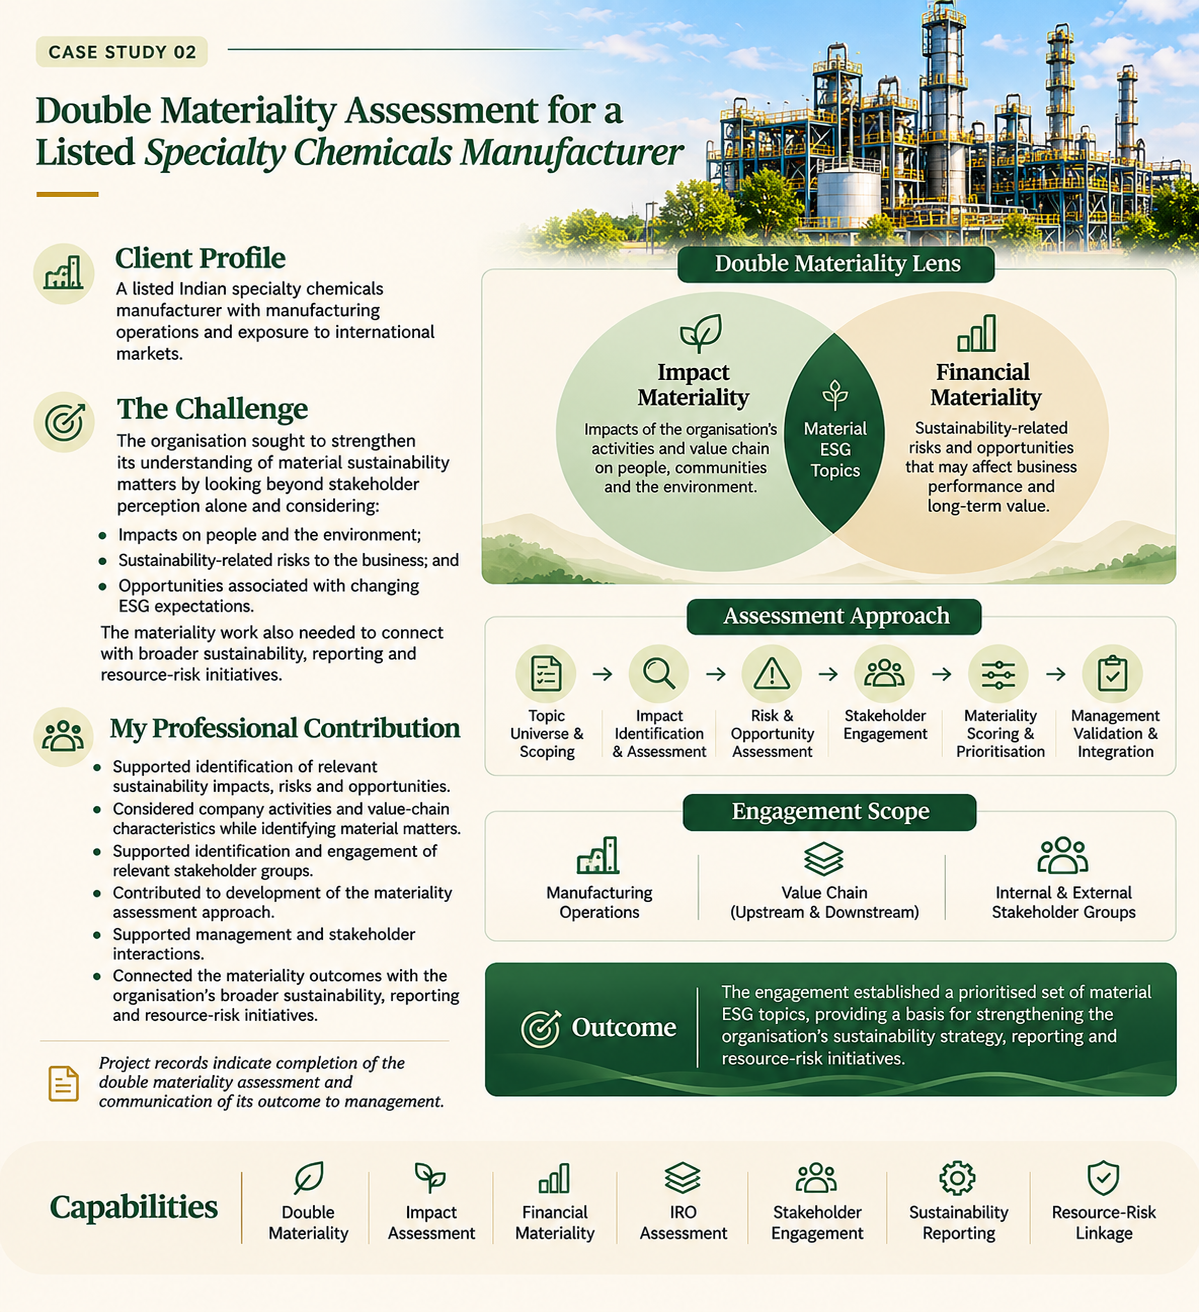 CASE STUDY 02
Double Materiality Assessment for a
Listed Specialty Chemicals Manufacturer
Client Profile
A listed Indian specialty chemicals
manufacturer with manufacturing
operations and exposure to international
markets.
The Challenge
The organisation sought to strengthen
its understanding of material sustainability
matters by looking beyond stakeholder
perception alone and considering:
• Impacts on people and the environment;
• Sustainability-related risks to the business; and
• Opportunities associated with changing
ESG expectations.
The materiality work also needed to connect
with broader sustainability, reporting and
resource-risk initiatives.
My Professional Contribution
• Supported identification of relevant
sustainability impacts, risks and opportunities.
• Considered company activities and value-chain
characteristics while identifying material matters.
• Supported identification and engagement of
relevant stakeholder groups.
• Contributed to development of the materiality
assessment approach.
• Supported management and stakeholder
interactions.
• Connected the materiality outcomes with the
organisation's broader sustainability, reporting
and resource-risk initiatives.
Project records indicate completion of the
double materiality assessment and
communication of its outcome to management.
Double Materiality Lens
Impact
Materiality
Impacts of the organisation's
activities and value chain
on people, communities
and the environment.
Material
ESG
Topics
Financial
Materiality
Sustainability-related
risks and opportunities
that may affect business
performance and
long-term value.
Assessment Approach
Topic
Universe &
Scoping
Impact
Identification
& Assessment
Risk &
Opportunity
Assessment
Stakeholder
Engagement
Materiality
Scoring &
Prioritisation
Management
Validation &
Integration
Engagement Scope
Manufacturing
Operations
Value Chain
(Upstream & Downstream)
Internal & External
Stakeholder Groups
Outcome
The engagement established a prioritised set of material
ESG topics, providing a basis for strengthening the
organisation's sustainability strategy, reporting and
resource-risk initiatives.
Capabilities
Double
Materiality
Impact
Assessment
Financial
Materiality
IRO
Assessment
Stakeholder
Engagement
Sustainability
Reporting
Resource-Risk
Linkage